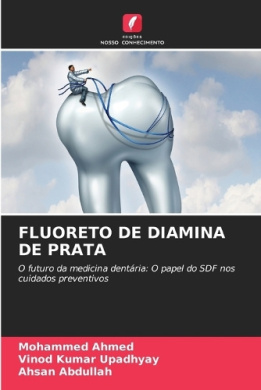 edições
NOSSO CONHECIMENTO
FLUORETO DE DIAMINA
DE PRATA
O futuro da medicina dentária: O papel do SDF nos
cuidados preventivos
Mohammed Ahmed
Vinod Kumar Upadhyay
Ahsan Abdullah